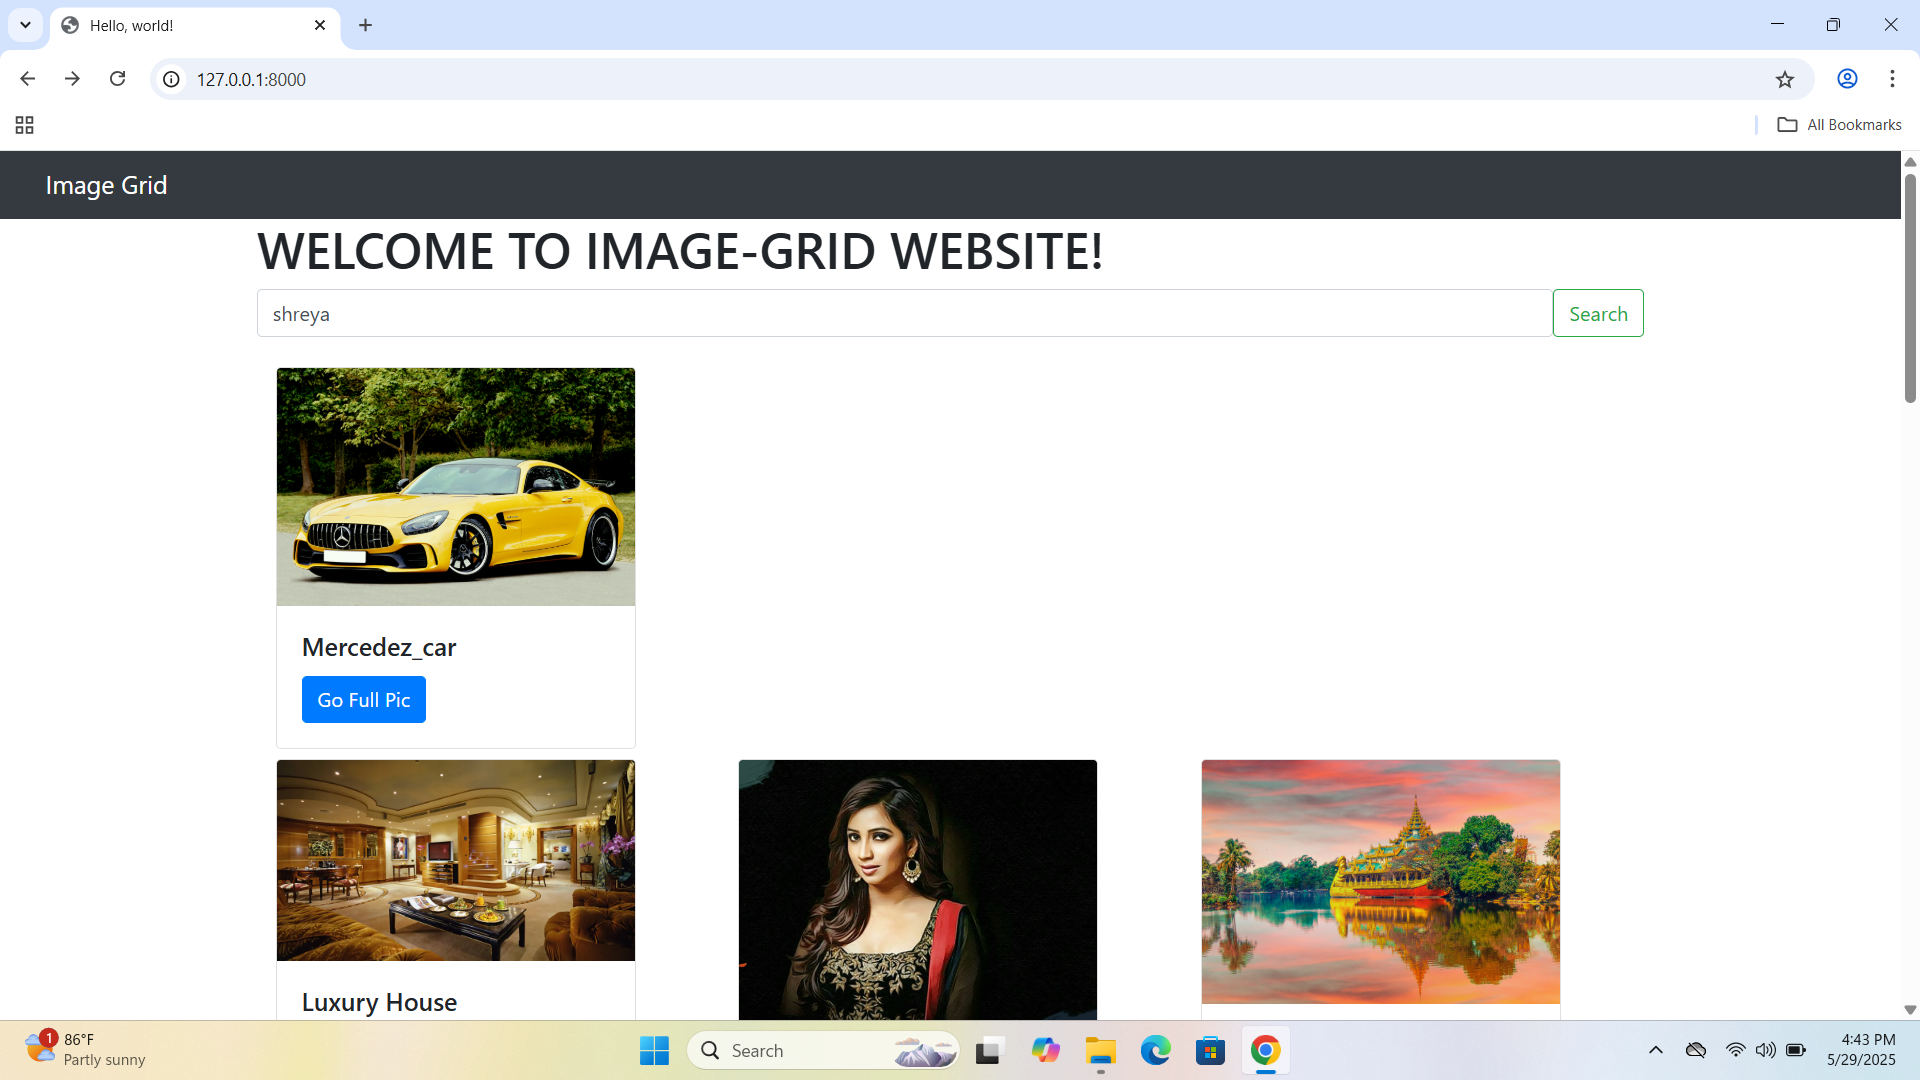 Hello, world!
127.0.0.1:8000
All Bookmarks
Image Grid
WELCOME TO IMAGE-GRID WEBSITE!
shreya
Search
Mercedez_car
Go Full Pic
Luxury House
1
86°F
Partly sunny
Search
4:43 PM
5/29/2025